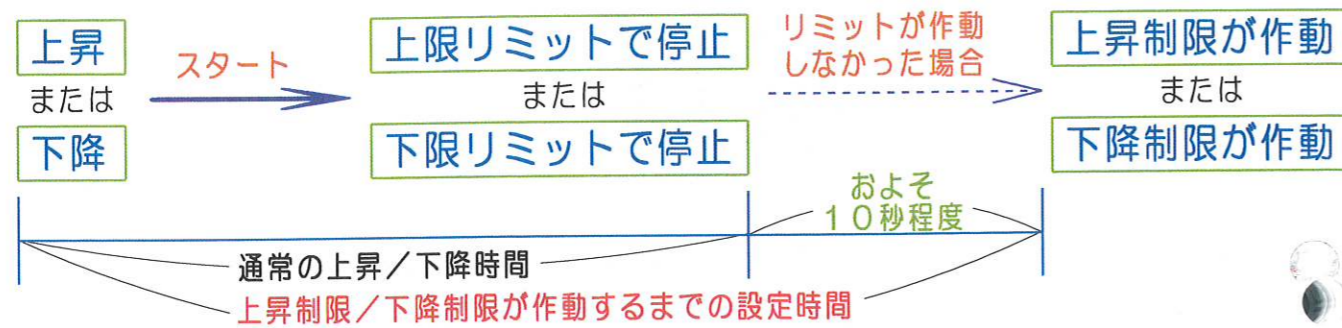 上昇
または
下降
スタート
上限リミットで停止
または
下限リミットで停止
リミットが作動
しなかった場合
上昇制限が作動
または
下降制限が作動
およそ
10秒程度
通常の上昇／下降時間
上昇制限／下降制限が作動するまでの設定時間